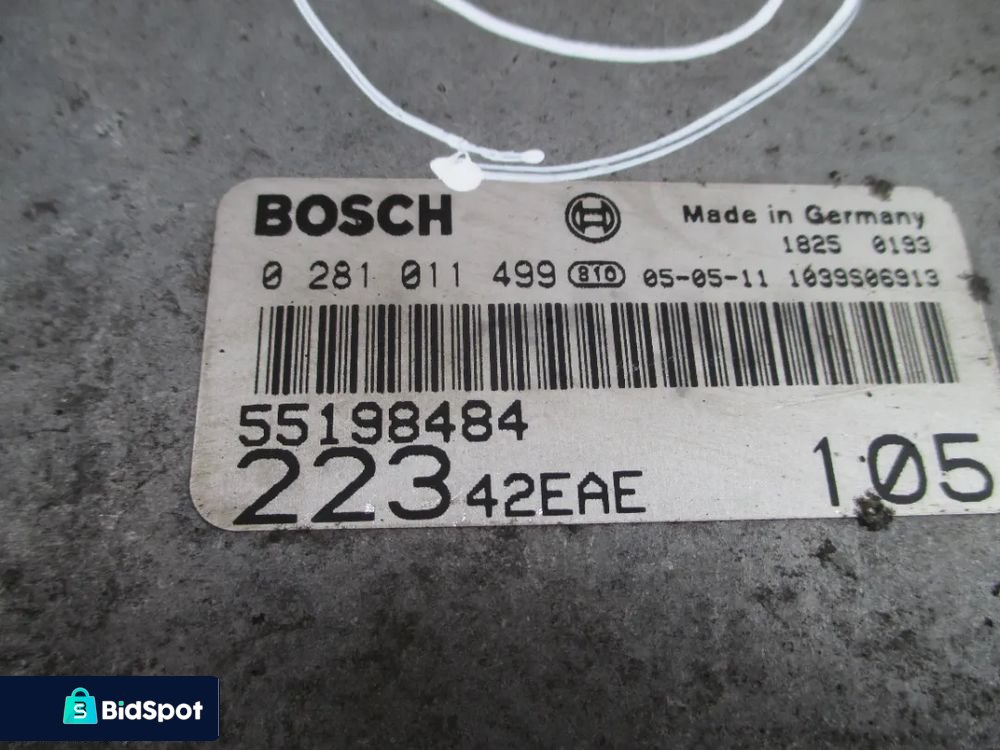 BOSCH Made in Germany
1825 0193
0 281 011 499 810 05-05-11 1039S06913
55198484
223 42EAE 105
BidSpot